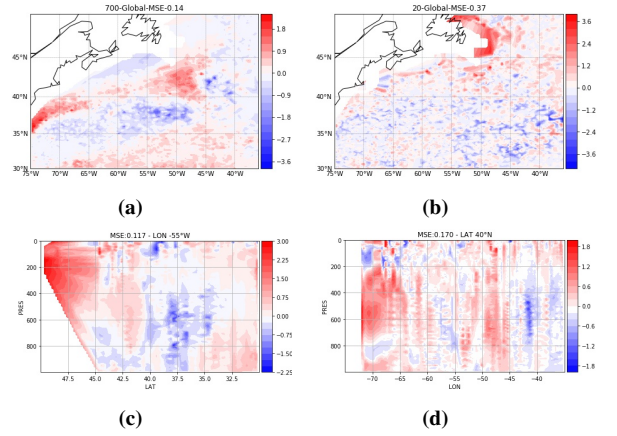 700-Global-MSE-0.14
45°N
40°N
35°N
30°N
75°W 70°W 65°W 60°W 55°W 50°W 45°W 40°W
2.4
1.6
0.8
0.0
−0.9
−1.8
−2.7
−3.6
(a)
20-Global-MSE-0.37
45°N
40°N
35°N
30°N
75°W 70°W 65°W 60°W 55°W 50°W 45°W 40°W
3.6
2.4
1.2
0.0
−1.2
−2.4
−3.6
(b)
MSE:0.117 - LON -55°W
PRES
0
200
400
600
800
47.5 45.0 42.5 40.0 37.5 35.0 32.5
LAT
3.00
2.25
1.50
0.75
0.00
−0.75
−1.50
−2.25
(c)
MSE:0.170 - LAT 40°N
PRES
0
200
400
600
800
−70 −65 −60 −55 −50 −45 −40
LON
1.8
1.2
0.6
0.0
−0.6
−1.2
−1.8
(d)